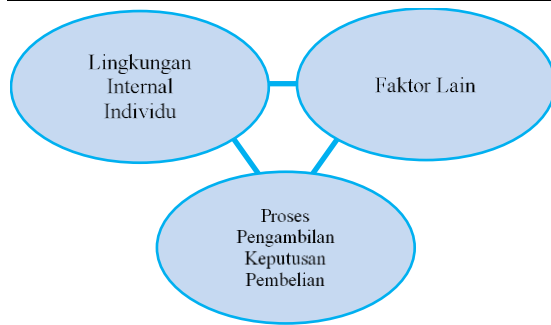 Lingkungan
Internal
Individu
Faktor Lain
Proses
Pengambilan
Keputusan
Pembelian